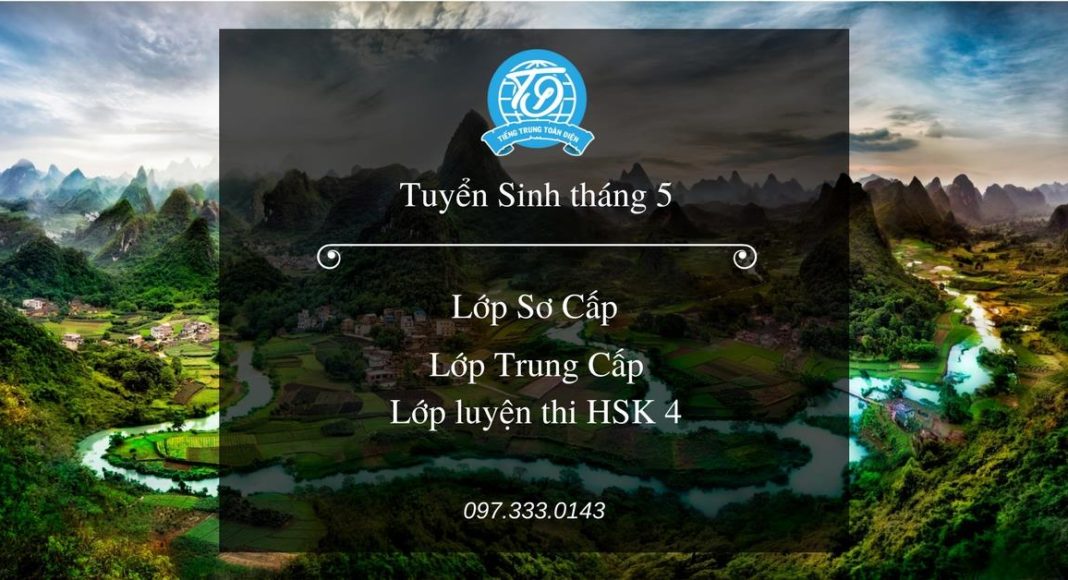 TIẾNG TRUNG TOÀN DIỆN
Tuyển Sinh tháng 5
Lớp Sơ Cấp
Lớp Trung Cấp
Lớp luyện thi HSK 4
097.333.0143